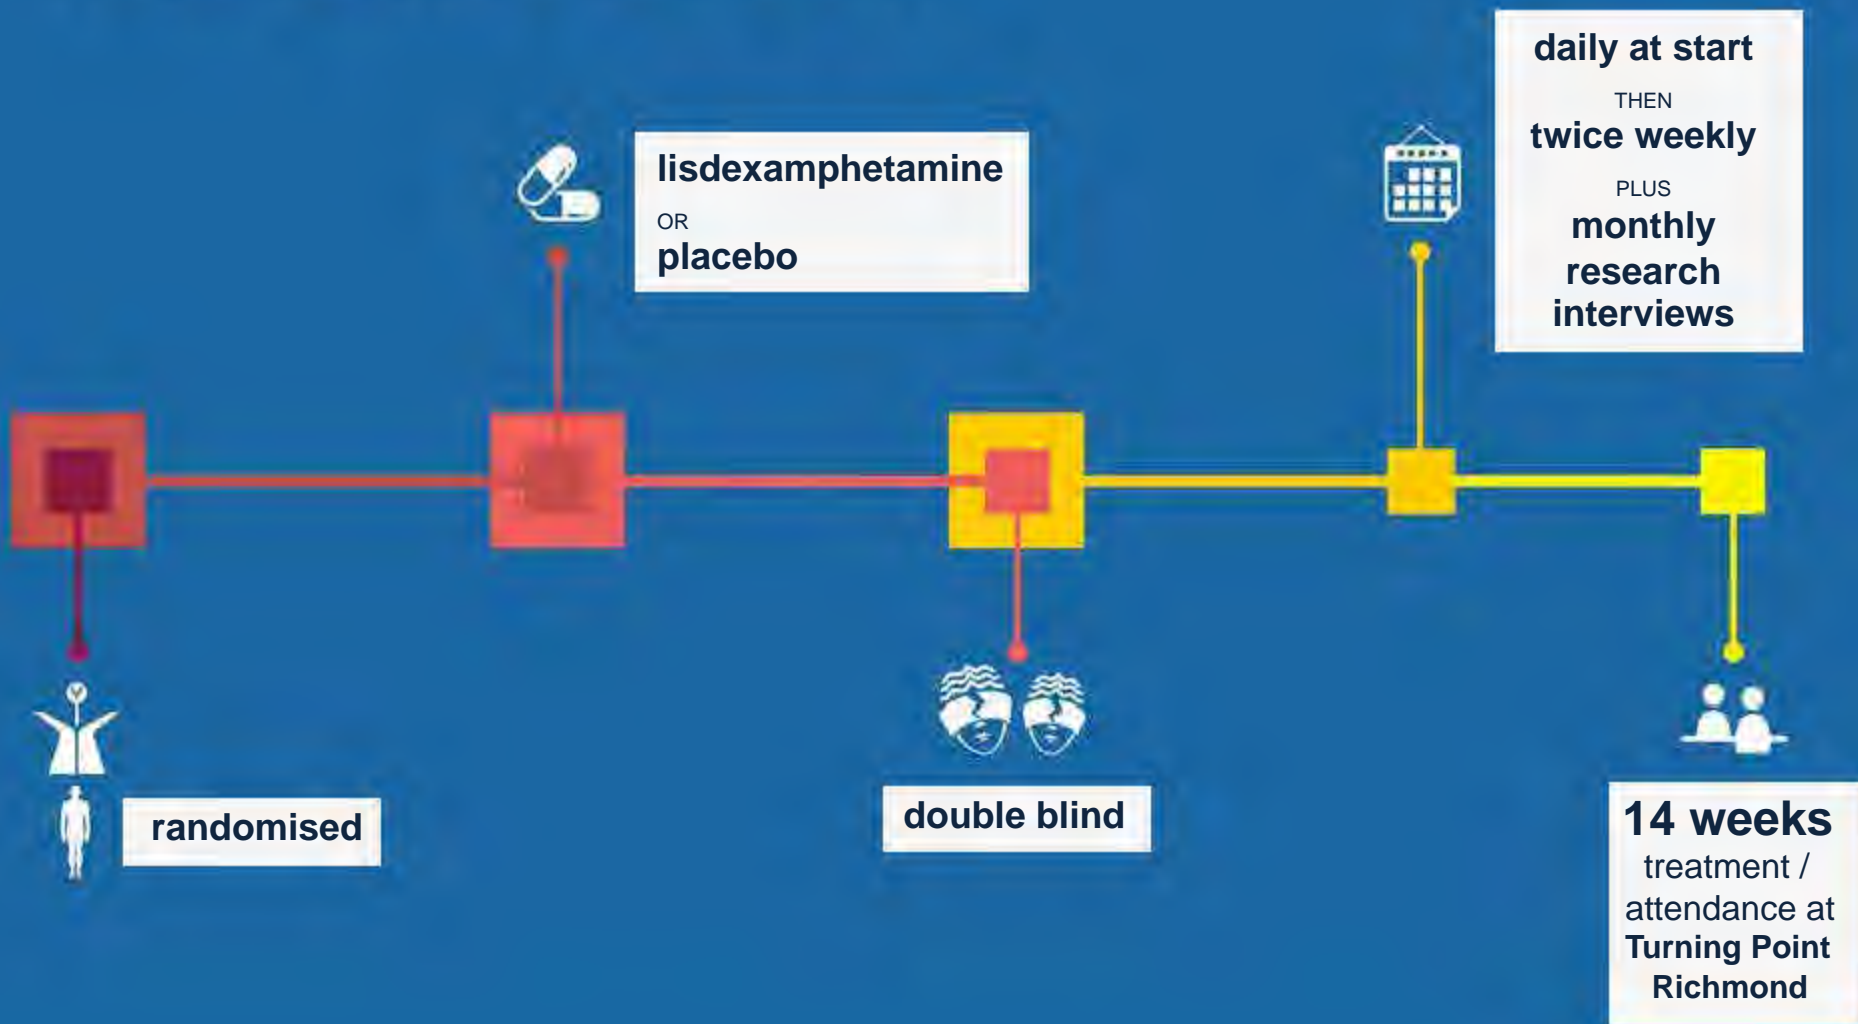 randomised
lisdexamphetamine
OR
placebo
double blind
daily at start
THEN
twice weekly
PLUS
monthly
research
interviews
14 weeks
treatment /
attendance at
Turning Point
Richmond